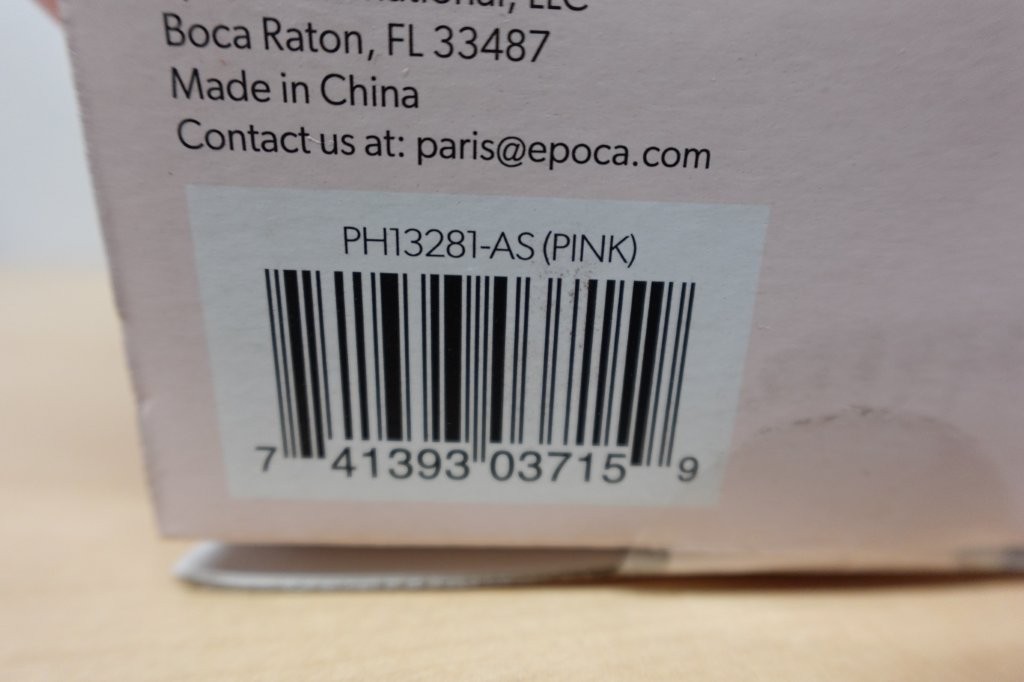 LLC
Boca Raton, FL 33487
Made in China
Contact us at: paris@epoca.com
PH13281-AS (PINK)
7 41393 03715 9